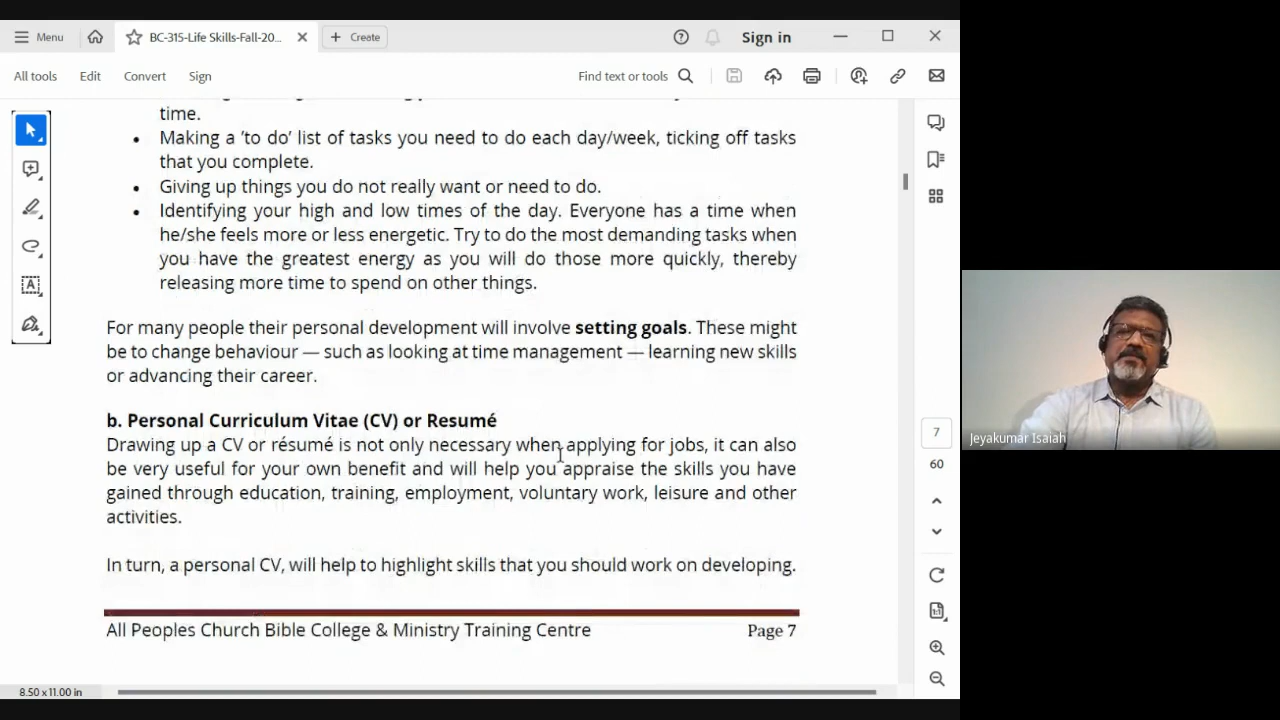 Menu
BC-315-Life Skills-Fall-20...
Create
Sign in
All tools
Edit
Convert
Sign
Find text or tools
time.
• Making a ‘to do’ list of tasks you need to do each day/week, ticking off tasks
that you complete.
• Giving up things you do not really want or need to do.
• Identifying your high and low times of the day. Everyone has a time when
he/she feels more or less energetic. Try to do the most demanding tasks when
you have the greatest energy as you will do those more quickly, thereby
releasing more time to spend on other things.
For many people their personal development will involve setting goals. These might
be to change behaviour — such as looking at time management — learning new skills
or advancing their career.
b. Personal Curriculum Vitae (CV) or Resumé
Drawing up a CV or résumé is not only necessary when applying for jobs, it can also
be very useful for your own benefit and will help you appraise the skills you have
gained through education, training, employment, voluntary work, leisure and other
activities.
In turn, a personal CV, will help to highlight skills that you should work on developing.
All Peoples Church Bible College & Ministry Training Centre Page 7
8.50 x 11.00 in
7
60
Jeyakumar Isaiah